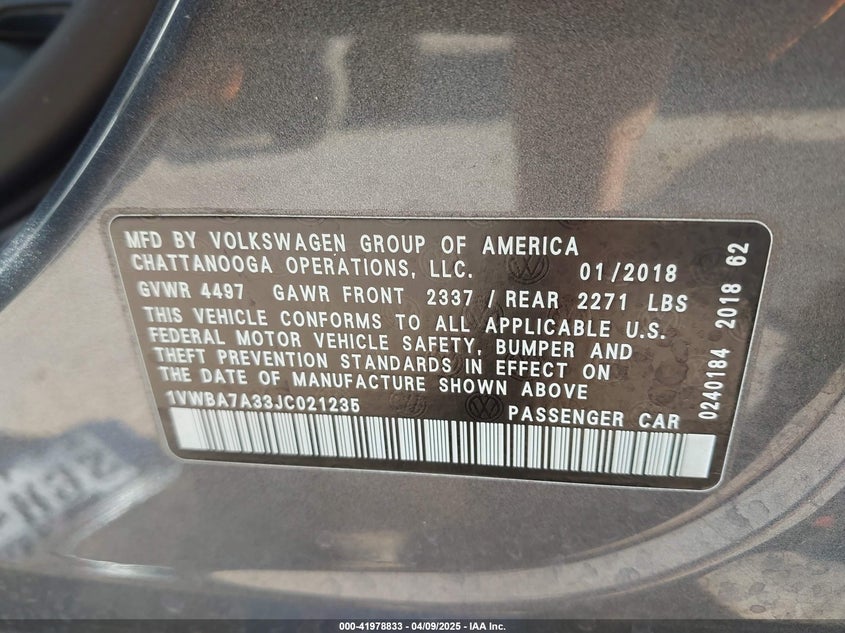 MFD BY VOLKSWAGEN GROUP OF AMERICA
CHATTANOOGA OPERATIONS, LLC. 01/2018
GVWR 4497 GAWR FRONT 2337 / REAR 2271 LBS
THIS VEHICLE CONFORMS TO ALL APPLICABLE U.S.
FEDERAL MOTOR VEHICLE SAFETY, BUMPER AND
THEFT PREVENTION STANDARDS IN EFFECT ON
THE DATE OF MANUFACTURE SHOWN ABOVE
1VWBA7A33JC021235 PASSENGER CAR
0240184 2018 62
000-41978833 - 04/09/2025 - IAA Inc.